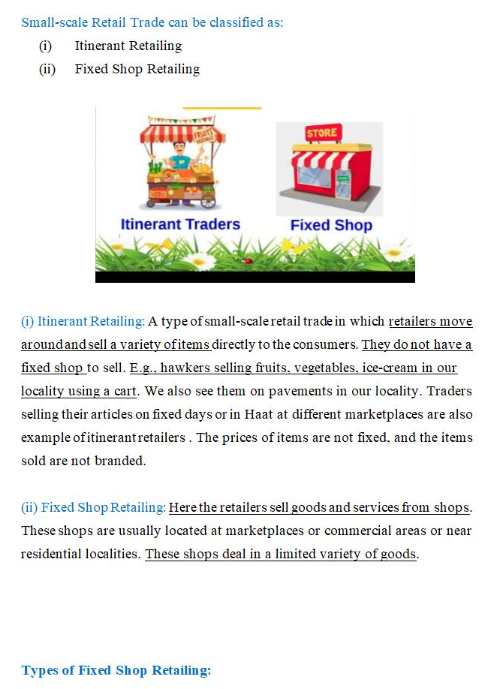 Small-scale Retail Trade can be classified as:
(i) Itinerant Retailing
(ii) Fixed Shop Retailing
FRUITS
STORE
Itinerant Traders
Fixed Shop
(i) Itinerant Retailing: A type of small-scale retail trade in which retailers move
around and sell a variety of items directly to the consumers. They do not have a
fixed shop to sell. E.g., hawkers selling fruits, vegetables, ice-cream in our
locality using a cart. We also see them on pavements in our locality. Traders
selling their articles on fixed days or in Haat at different marketplaces are also
example of itinerant retailers . The prices of items are not fixed, and the items
sold are not branded.
(ii) Fixed Shop Retailing: Here the retailers sell goods and services from shops.
These shops are usually located at marketplaces or commercial areas or near
residential localities. These shops deal in a limited variety of goods.
Types of Fixed Shop Retailing: